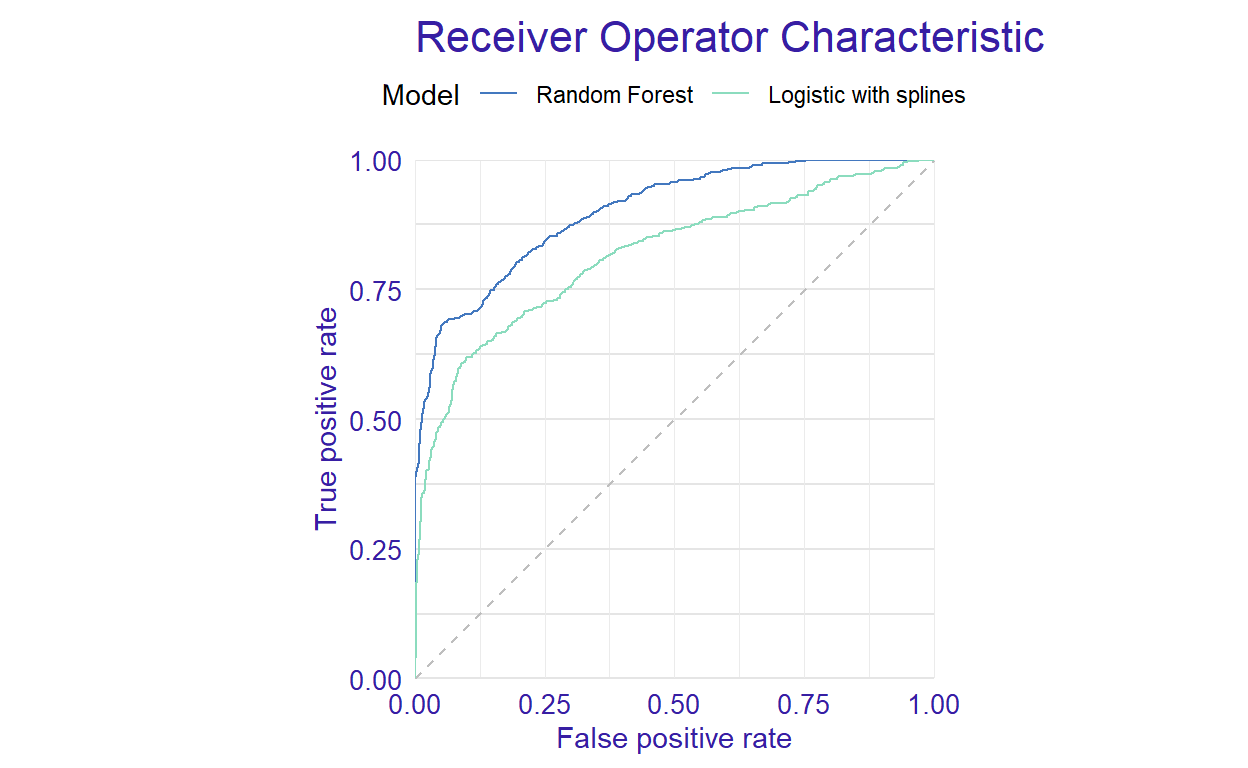 Receiver Operator Characteristic
Model Random Forest Logistic with splines
1.00
0.75
0.50
0.25
0.00
True positive rate
0.00 0.25 0.50 0.75 1.00
False positive rate